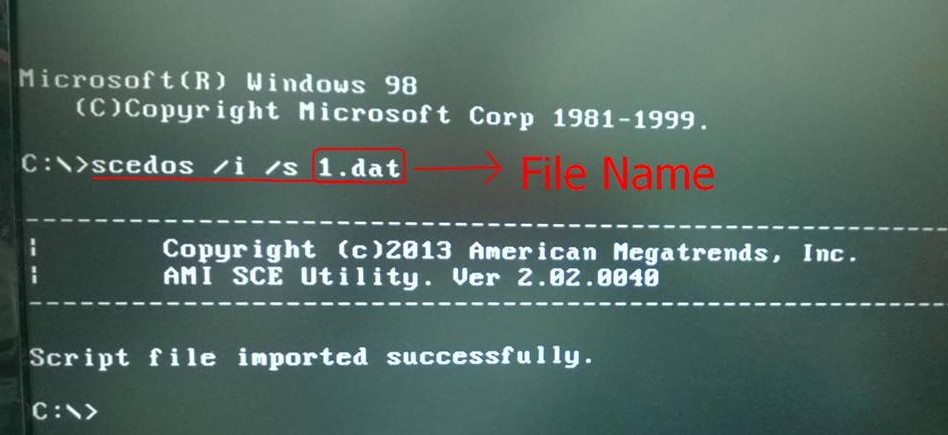 Microsoft(R) Windows 98
(C)Copyright Microsoft Corp 1981-1999.
C:\>scedos /i /s 1.dat File Name
Copyright (c)2013 American Megatrends, Inc.
AMI SCE Utility. Ver 2.02.0040
Script file imported successfully.
C:\>